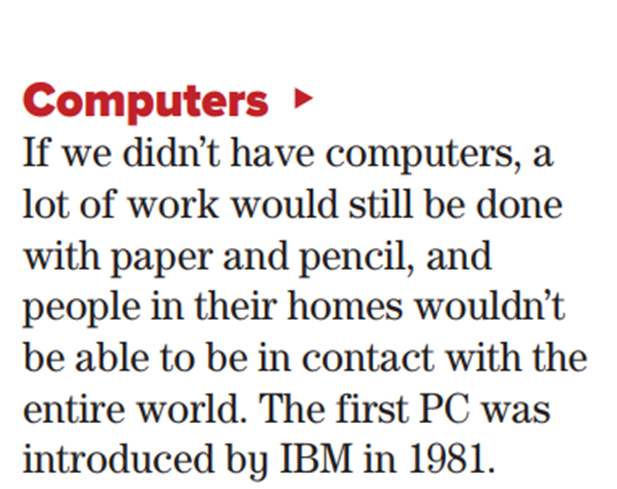 Computers ▶
If we didn't have computers, a
lot of work would still be done
with paper and pencil, and
people in their homes wouldn't
be able to be in contact with the
entire world. The first PC was
introduced by IBM in 1981.